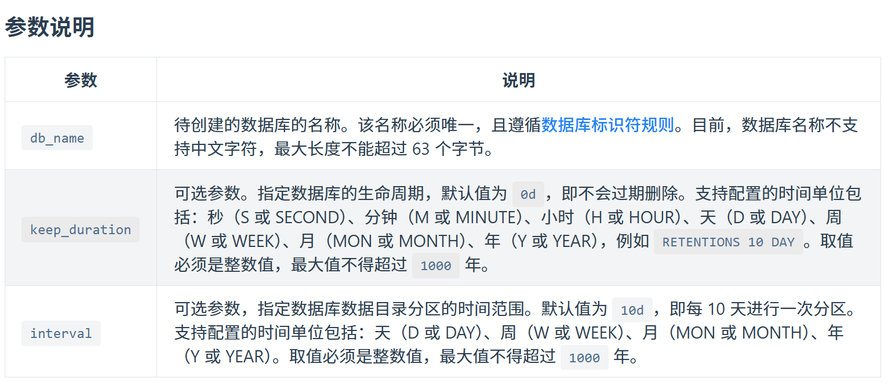 参数说明
参数 说明
db_name
待创建的数据库的名称。该名称必须唯一，且遵循数据库标识符规则。目前，数据库名称不支
持中文字符，最大长度不能超过 63 个字节。
keep_duration
可选参数。指定数据库的生命周期，默认值为 0d，即不会过期删除。支持配置的时间单位包
括：秒（S 或 SECOND）、分钟（M 或 MINUTE）、小时（H 或 HOUR）、天（D 或 DAY）、周
（W 或 WEEK）、月（MON 或 MONTH）、年（Y 或 YEAR），例如 RETENTIONS 10 DAY。取值
必须是整数值，最大值不得超过 1000 年。
interval
可选参数，指定数据库数据目录分区的时间范围。默认值为 10d，即每 10 天进行一次分区。
支持配置的时间单位包括：天（D 或 DAY）、周（W 或 WEEK）、月（MON 或 MONTH）、年
（Y 或 YEAR）。取值必须是整数值，最大值不得超过 1000 年。